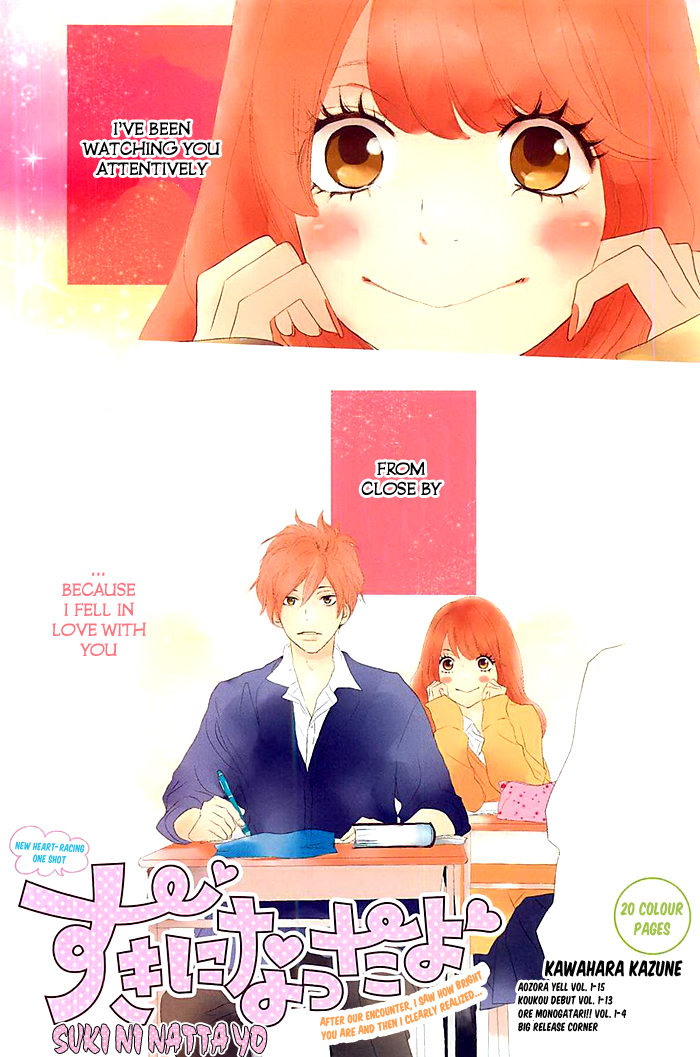 I'VE BEEN
WATCHING YOU
ATTENTIVELY
FROM
CLOSE BY
...
BECAUSE
I FELL IN
LOVE WITH
YOU
NEW HEART-RACING
ONE SHOT
すきになったよ
SUKI NI NATTA YO
AFTER OUR ENCOUNTER, I SAW HOW BRIGHT
YOU ARE AND THEN I CLEARLY REALIZED...
20 COLOUR
PAGES
KAWAHARA KAZUNE
AOZORA YELL VOL. 1-15
KOUKOU DEBUT VOL. 1-13
ORE MONOGATARI!! VOL. 1-4
BIG RELEASE CORNER